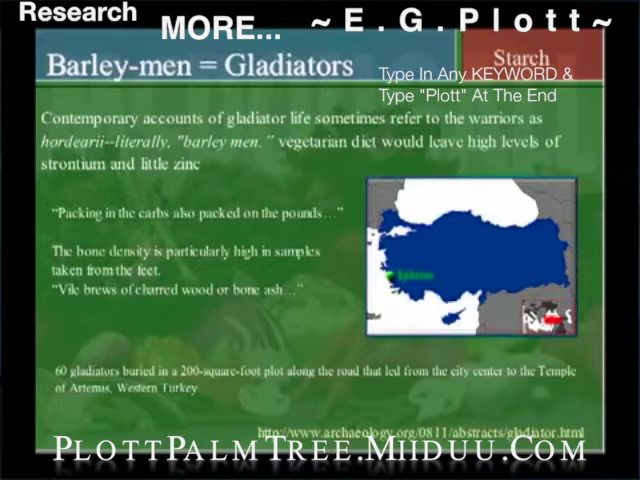 Research
MORE...
~ E . G . P l o t t ~
Barley-men = Gladiators
Starch
Type In Any KEYWORD &
Type "Plott" At The End
Contemporary accounts of gladiator life sometimes refer to the warriors as
hordearii--literally, "barley men." vegetarian diet would leave high levels of
strontium and little zinc
"Packing in the carbs also packed on the pounds…"
The bone density is particularly high in samples
taken from the feet.
"Vile brews of charred wood or bone ash…"
Ephesus
60 gladiators buried in a 200-square-foot plot along the road that led from the city center to the Temple
of Artemis, Western Turkey
http://www.archaeology.org/0811/abstracts/gladiator.html
PLOTTPALMTREE.MIIDUU.COM